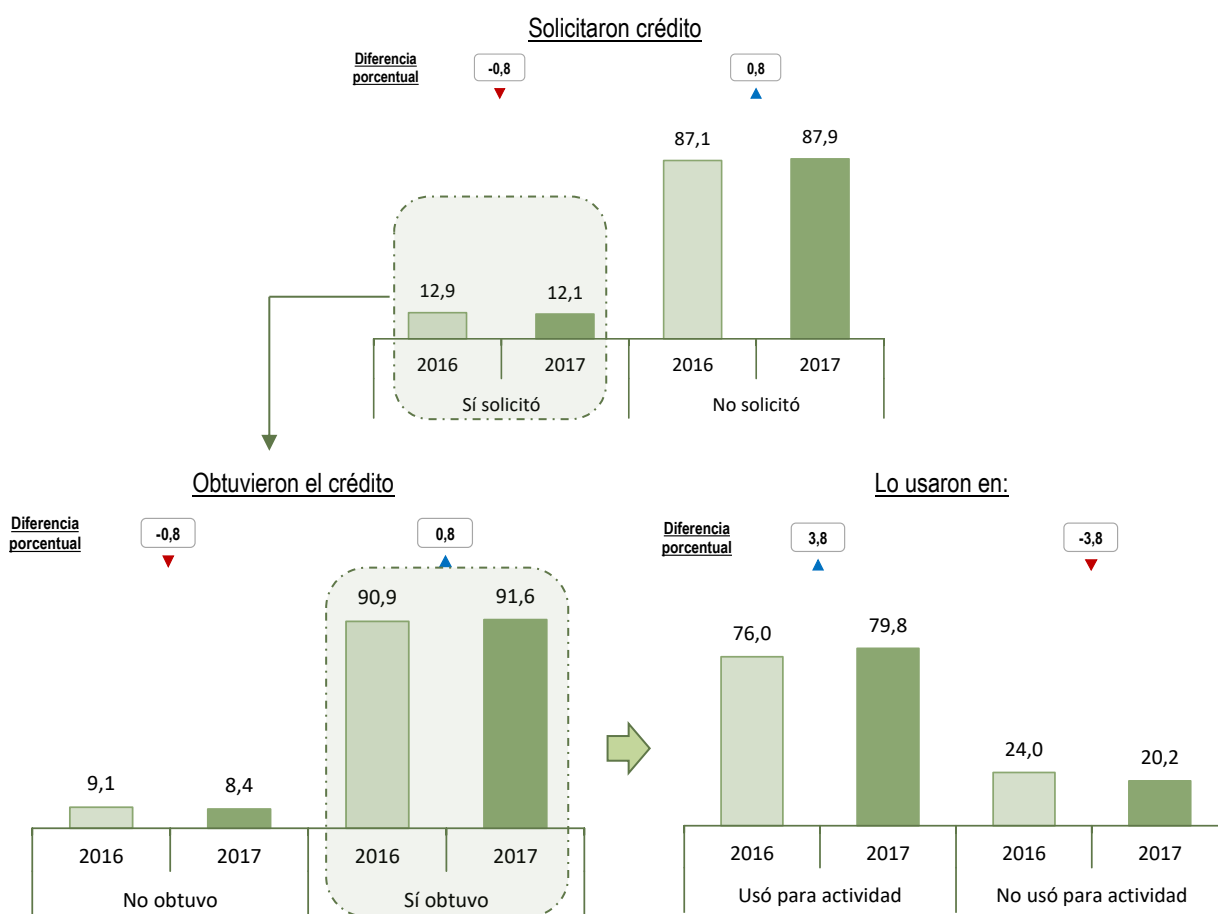 Solicitaron crédito
Diferencia
porcentual
-0,8
0,8
87,1
87,9
12,9
12,1
2016
2017
2016
2017
Sí solicitó
No solicitó
Obtuvieron el crédito
Diferencia
porcentual
-0,8
0,8
90,9
91,6
9,1
8,4
2016
2017
2016
2017
No obtuvo
Sí obtuvo
Lo usaron en:
Diferencia
porcentual
3,8
-3,8
76,0
79,8
24,0
20,2
2016
2017
2016
2017
Usó para actividad
No usó para actividad